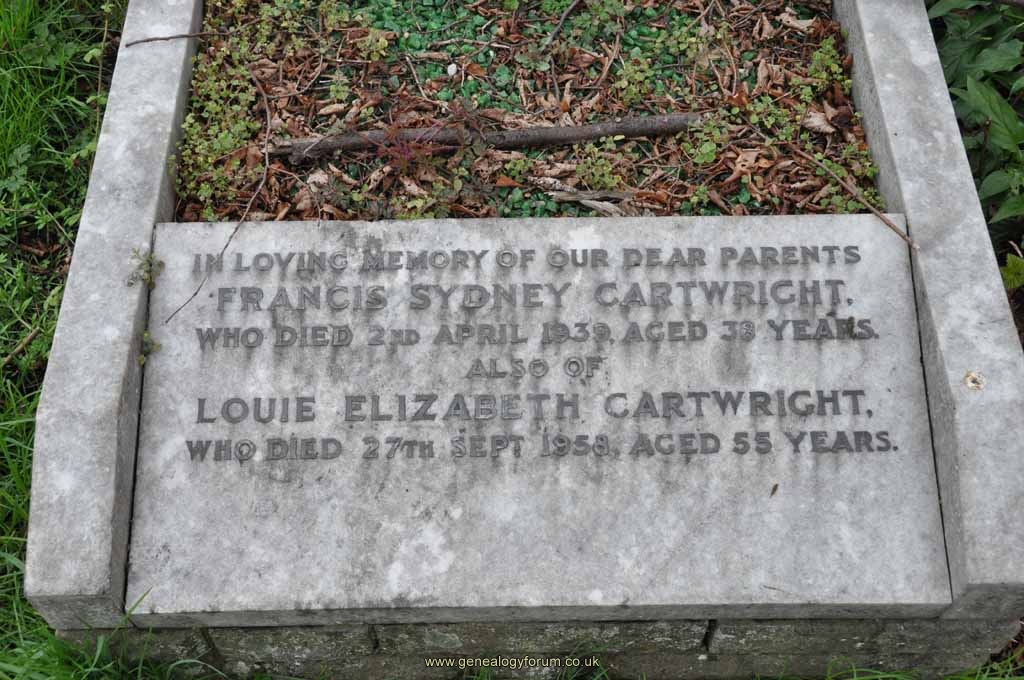 IN LOVING MEMORY OF OUR DEAR PARENTS
FRANCIS SYDNEY CARTWRIGHT,
WHO DIED 2ND APRIL 1939, AGED 39 YEARS.
ALSO OF
LOUIE ELIZABETH CARTWRIGHT,
WHO DIED 27TH SEPT 1958, AGED 55 YEARS.
www.genealogyforum.co.uk